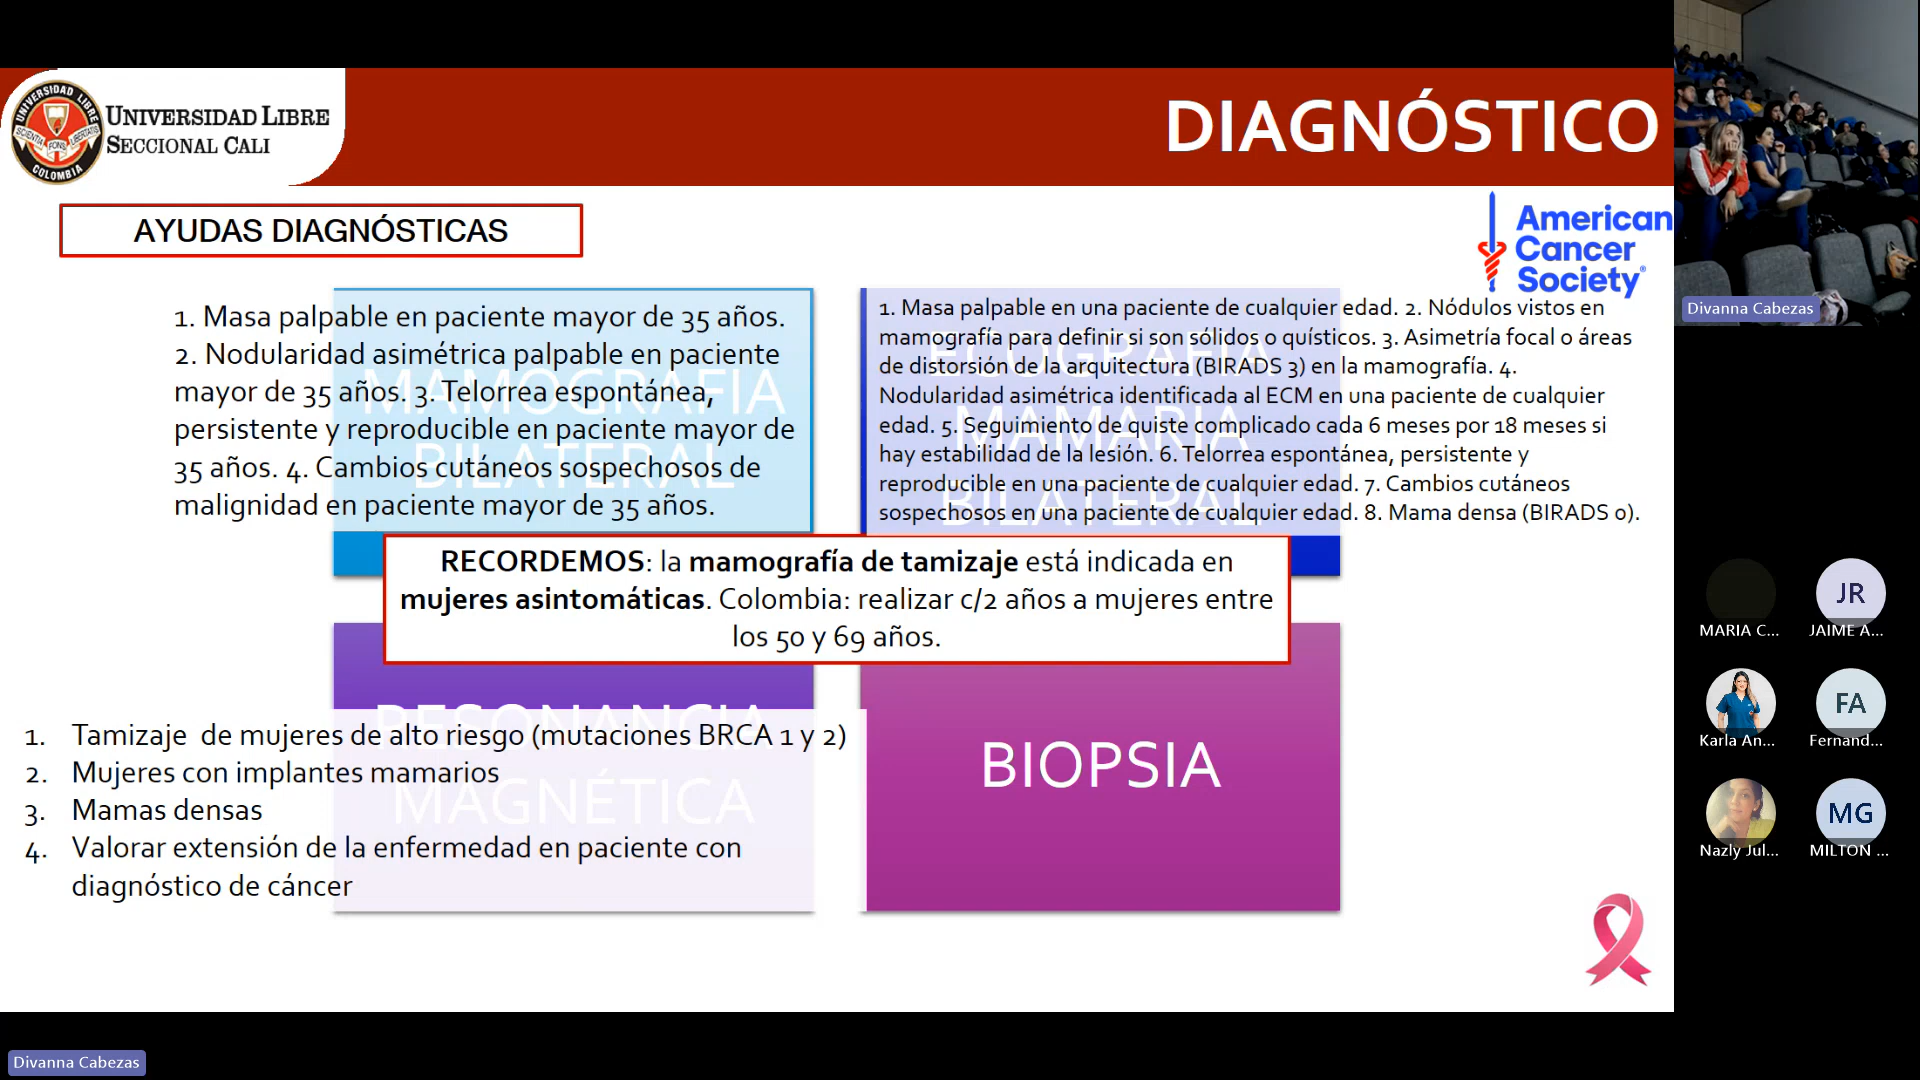 UNIVERSIDAD LIBRE
SECCIONAL CALI
UNIVERSIDAD LIBRE
COLOMBIA
DIAGNÓSTICO
AYUDAS DIAGNÓSTICAS
American
Cancer
Society®
MAMOGRAFIA
BILATERAL
1. Masa palpable en paciente mayor de 35 años.
2. Nodularidad asimétrica palpable en paciente
mayor de 35 años. 3. Telorrea espontánea,
persistente y reproducible en paciente mayor de
35 años. 4. Cambios cutáneos sospechosos de
malignidad en paciente mayor de 35 años.
ECOGRAFIA
MAMARIA
BILATERAL
1. Masa palpable en una paciente de cualquier edad. 2. Nódulos vistos en
mamografía para definir si son sólidos o quísticos. 3. Asimetría focal o áreas
de distorsión de la arquitectura (BIRADS 3) en la mamografía. 4.
Nodularidad asimétrica identificada al ECM en una paciente de cualquier
edad. 5. Seguimiento de quiste complicado cada 6 meses por 18 meses si
hay estabilidad de la lesión. 6. Telorrea espontánea, persistente y
reproducible en una paciente de cualquier edad. 7. Cambios cutáneos
sospechosos en una paciente de cualquier edad. 8. Mama densa (BIRADS 0).
RECORDEMOS: la mamografía de tamizaje está indicada en
mujeres asintomáticas. Colombia: realizar c/2 años a mujeres entre
los 50 y 69 años.
RESONANCIA
MAGNÉTICA
1. Tamizaje de mujeres de alto riesgo (mutaciones BRCA 1 y 2)
2. Mujeres con implantes mamarios
3. Mamas densas
4. Valorar extensión de la enfermedad en paciente con
diagnóstico de cáncer
BIOPSIA
Divanna Cabezas
JR
MARIA C...
JAIME A...
FA
Karla An...
Fernand...
MG
Nazly Jul...
MILTON ...
Divanna Cabezas